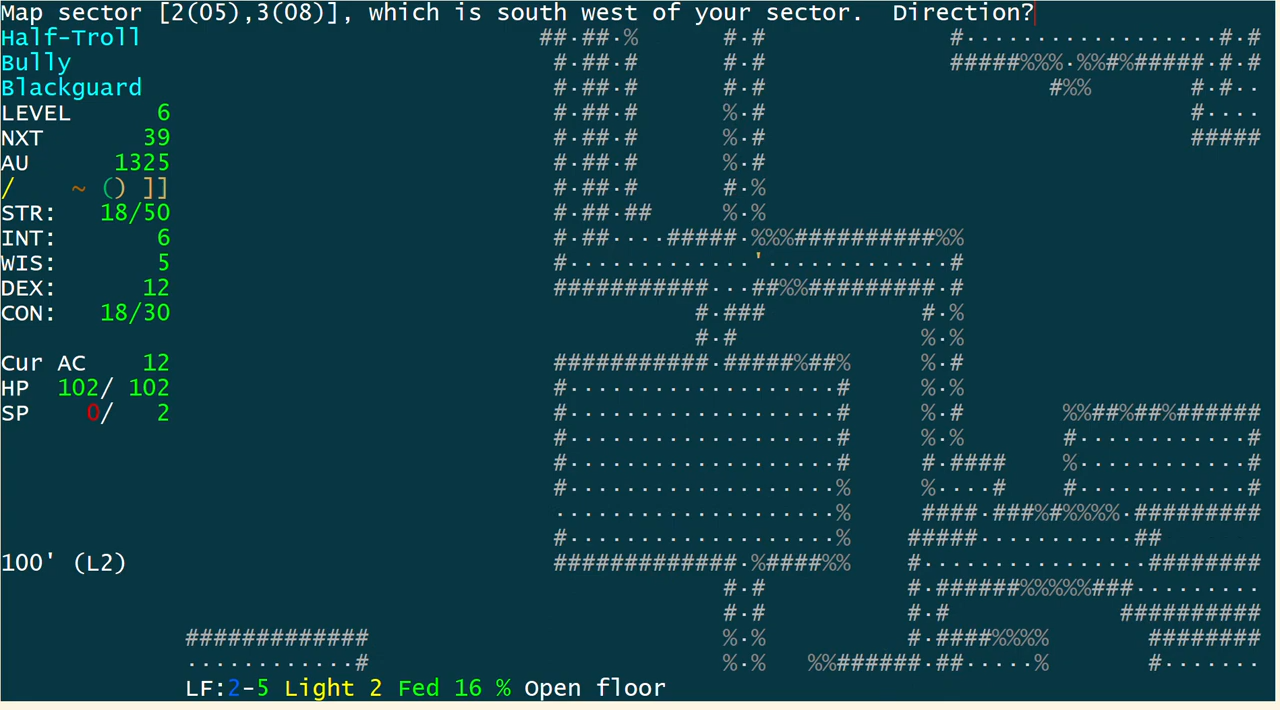 Map sector [2(05),3(08)], which is south west of your sector.  Direction?
Half-Troll ##·##·% #·# #··················#·#
Bully #·##·# #·# #####%%%·%%#%#####·#·#
Blackguard #·##·# #·# #%% #·#··
LEVEL 6 #·##·# %·# #····
NXT 39 #·##·# %·# #####
AU 1325 #·##·# %·#
/ ~ () ]] #·##·# #·%
STR: 18/50 #·##·## %·%
INT: 6 #·##····#####·%%%##########%%
WIS: 5 #·············'·············#
DEX: 12 ###########···##%%#########·#
CON: 18/30 #·### #·%
#·# %·%
Cur AC 12 ###########·#####%##% %·#
HP 102/ 102 #···················# %·%
SP 0/ 2 #···················# %·# %%##%##%######
#···················# %·% #············#
#···················# #·#### %············#
#···················% %····# #············#
····················% ####·###%#%%%%·#########
#···················% #####···········##
100' (L2) #############·%####%% #················########
#·# #·######%%%%%###·········
#·# #·# ##########
############# %·% #·####%%%% ########
············# %·% %%######·##·····% #·······
LF:2-5 Light 2 Fed 16 % Open floor